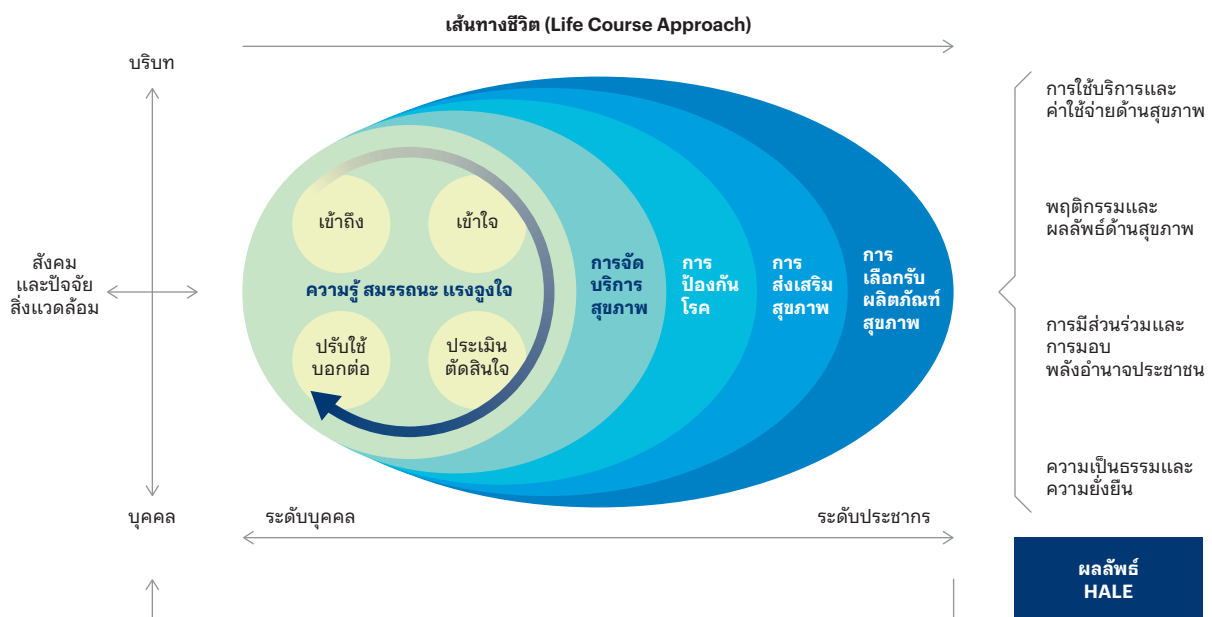 เส้นทางชีวิต (Life Course Approach)
บริบท
สังคม
และปัจจัย
สิ่งแวดล้อม
บุคคล
เข้าถึง
เข้าใจ
ความรู้ สมรรถนะ แรงจูงใจ
ปรับใช้
บอกต่อ
ประเมิน
ตัดสินใจ
การจัด
บริการ
สุขภาพ
การ
ป้องกัน
โรค
การ
ส่งเสริม
สุขภาพ
การ
เลือกรับ
ผลิตภัณฑ์
สุขภาพ
ระดับบุคคล
ระดับประชากร
การใช้บริการและ
ค่าใช้จ่ายด้านสุขภาพ
พฤติกรรมและ
ผลลัพธ์ด้านสุขภาพ
การมีส่วนร่วมและ
การมอบ
พลังอำนาจประชาชน
ความเป็นธรรมและ
ความยั่งยืน
ผลลัพธ์
HALE